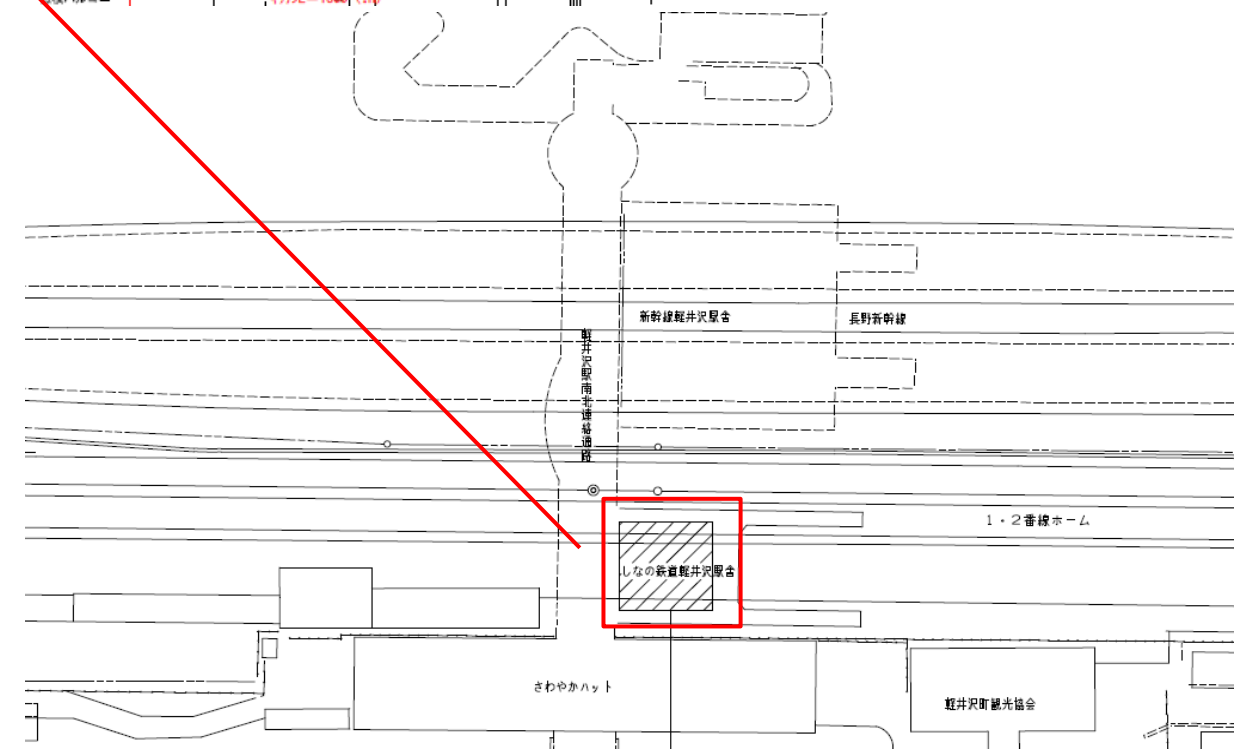 新幹線軽井沢駅舎
長野新幹線
軽井沢駅南北連絡通路
1・2番線ホーム
しなの鉄道軽井沢駅舎
さわやかハット
軽井沢町観光協会